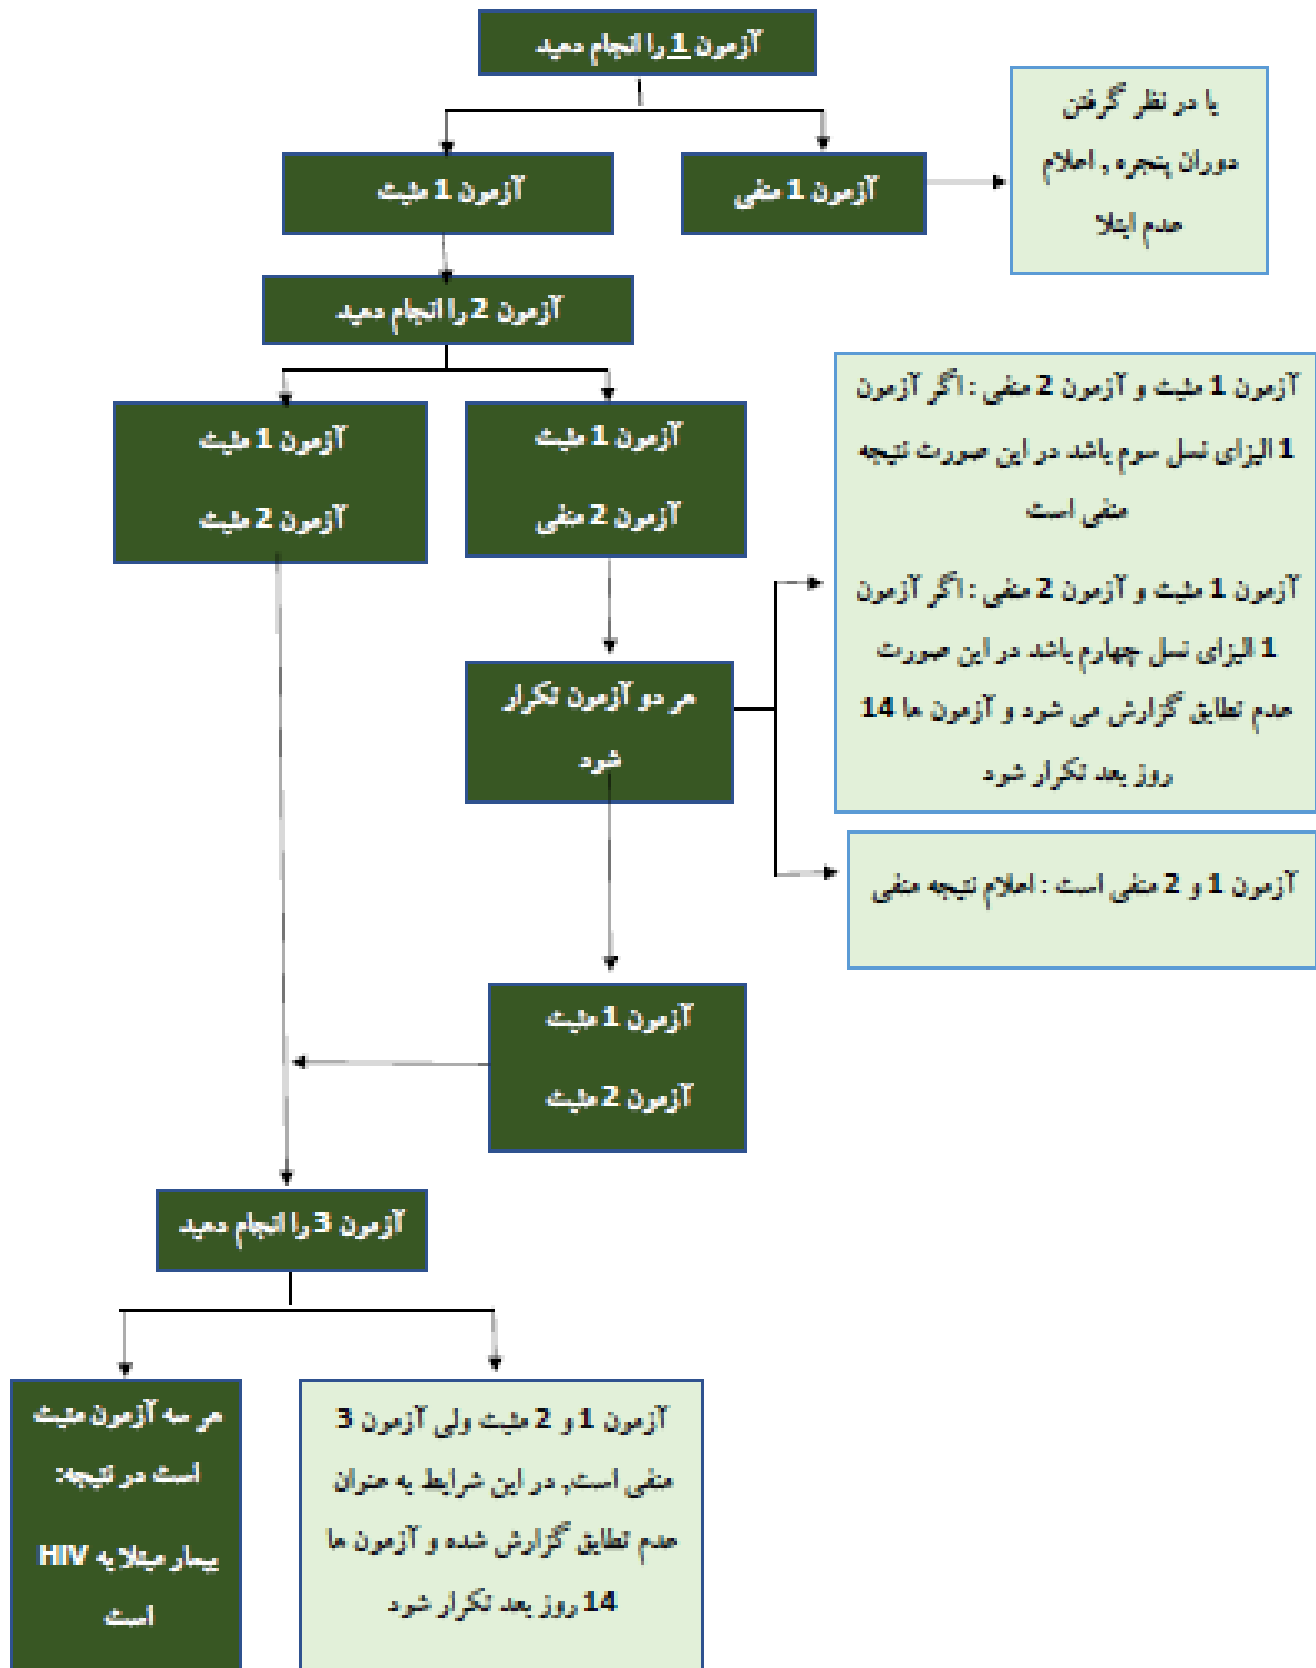 آزمون 1 را انجام دهید
با در نظر گرفتن
دوران پنجره , اعلام
عدم ابتلا
آزمون 1 منفی
آزمون 1 مثبت
آزمون 2 را انجام دهید
آزمون 1 مثبت
آزمون 2 منفی
آزمون 1 مثبت
آزمون 2 مثبت
آزمون 1 مثبت و آزمون 2 منفی : اگر آزمون
1 الیزای نسل سوم باشد در این صورت نتیجه
منفی است
آزمون 1 مثبت و آزمون 2 منفی : اگر آزمون
1 الیزای نسل چهارم باشد در این صورت
عدم تطابق گزارش می شود و آزمون ها 14
روز بعد تکرار شود
هر دو آزمون تکرار
شود
آزمون 1 و 2 منفی است : اعلام نتیجه منفی
آزمون 1 مثبت
آزمون 2 مثبت
آزمون 3 را انجام دهید
آزمون 1 و 2 مثبت ولی آزمون 3
منفی است, در این شرایط به عنوان
عدم تطابق گزارش شده و آزمون ها
14 روز بعد تکرار شود
هر سه آزمون مثبت
است در نتیجه:
بیمار مبتلا به HIV
است